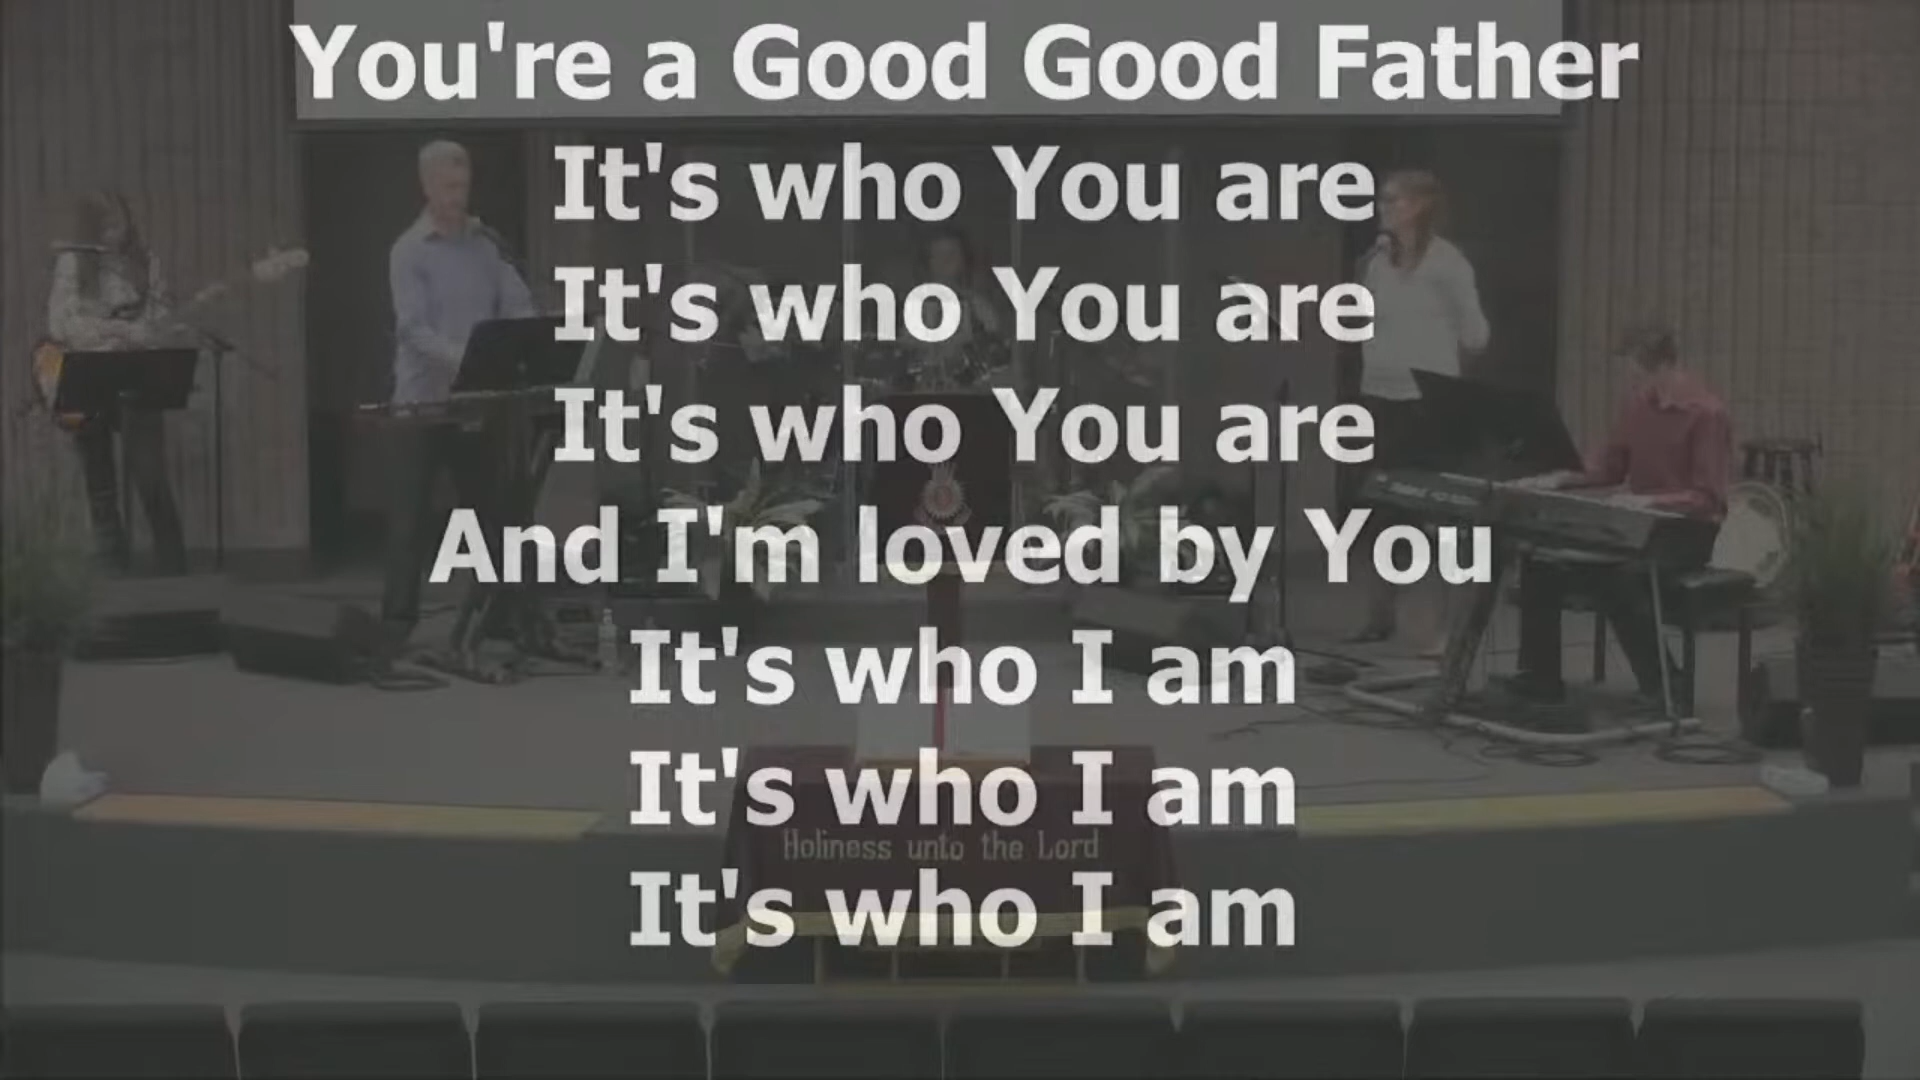 You're a Good Good Father
It's who You are
It's who You are
It's who You are
And I'm loved by You
It's who I am
It's who I am
Holiness unto the Lord
It's who I am